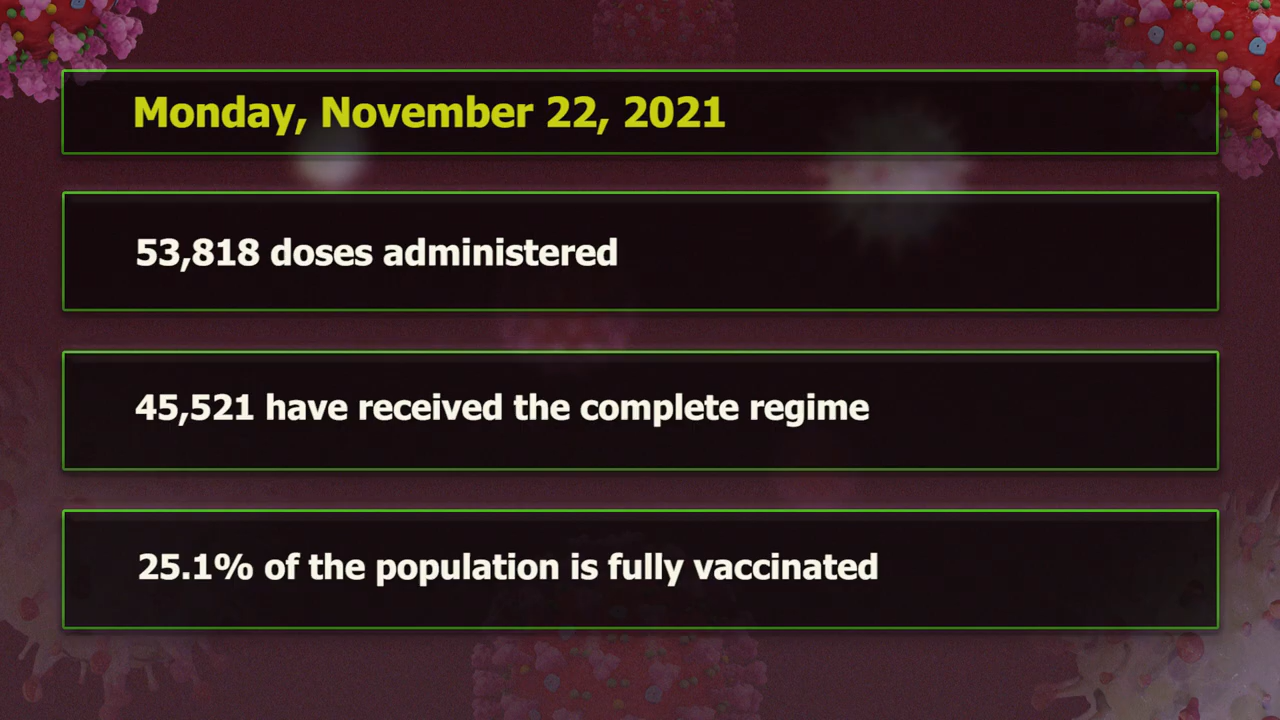 Monday, November 22, 2021
53,818 doses administered
45,521 have received the complete regime
25.1% of the population is fully vaccinated